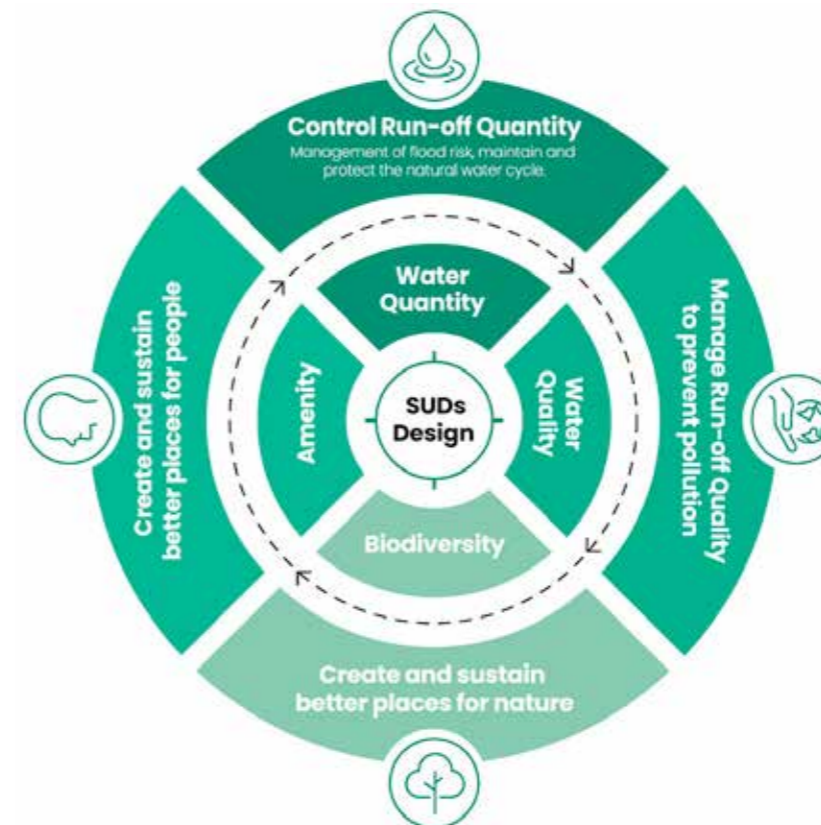 Control Run-off Quantity
Management of flood risk, maintain and
protect the natural water cycle.
Water
Quantity
Create and sustain
better places for people
Amenity
SUDs
Design
Water
Quality
Manage Run-off Quality
to prevent pollution
Biodiversity
Create and sustain
better places for nature